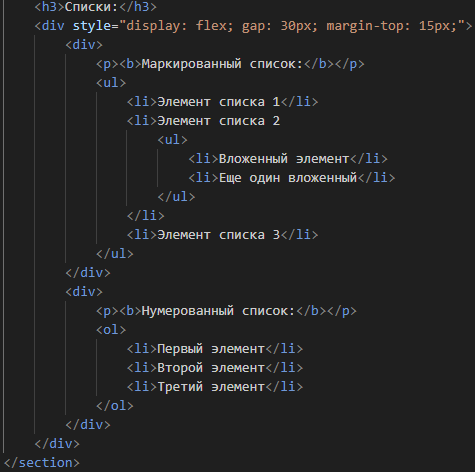 <h3>Списки:</h3>
<div style="display: flex; gap: 30px; margin-top: 15px;">
<div>
<p><b>Маркированный список:</b></p>
<ul>
<li>Элемент списка 1</li>
<li>Элемент списка 2
<ul>
<li>Вложенный элемент</li>
<li>Еще один вложенный</li>
</ul>
</li>
<li>Элемент списка 3</li>
</ul>
</div>
<div>
<p><b>Нумерованный список:</b></p>
<ol>
<li>Первый элемент</li>
<li>Второй элемент</li>
<li>Третий элемент</li>
</ol>
</div>
</div>
</section>